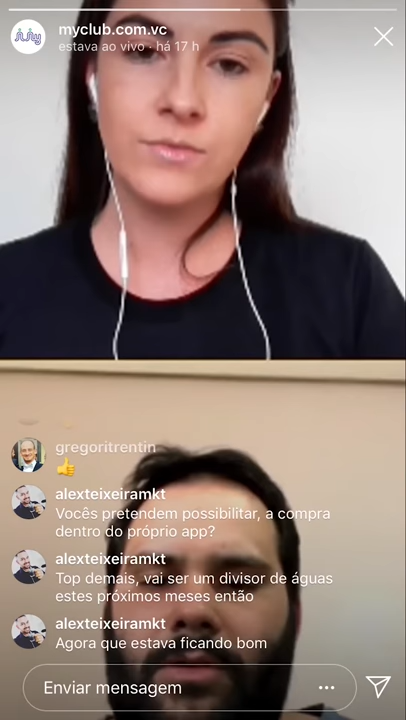 myclub.com.vc
estava ao vivo · há 17 h
gregoritrentin
👍
alexteixeiramkt
Vocês pretendem possibilitar, a compra
dentro do próprio app?
alexteixeiramkt
Top demais, vai ser um divisor de águas
estes próximos meses então
alexteixeiramkt
Agora que estava ficando bom
Enviar mensagem